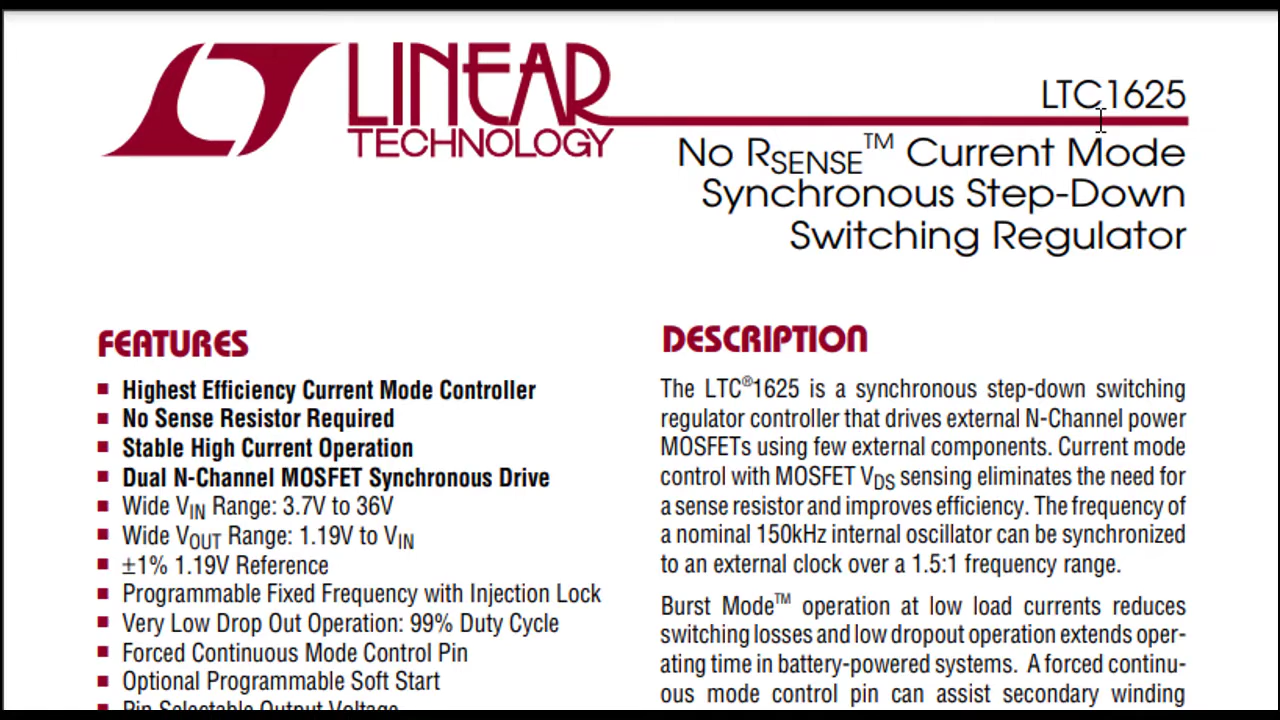 LINEAR
TECHNOLOGY
LTC1625
No RSENSE™ Current Mode
Synchronous Step-Down
Switching Regulator
FEATURES
■ Highest Efficiency Current Mode Controller
■ No Sense Resistor Required
■ Stable High Current Operation
■ Dual N-Channel MOSFET Synchronous Drive
■ Wide VIN Range: 3.7V to 36V
■ Wide VOUT Range: 1.19V to VIN
■ ±1% 1.19V Reference
■ Programmable Fixed Frequency with Injection Lock
■ Very Low Drop Out Operation: 99% Duty Cycle
■ Forced Continuous Mode Control Pin
■ Optional Programmable Soft Start
■ Pin Selectable Output Voltage
DESCRIPTION
The LTC®1625 is a synchronous step-down switching
regulator controller that drives external N-Channel power
MOSFETs using few external components. Current mode
control with MOSFET VDS sensing eliminates the need for
a sense resistor and improves efficiency. The frequency of
a nominal 150kHz internal oscillator can be synchronized
to an external clock over a 1.5:1 frequency range.
Burst Mode™ operation at low load currents reduces
switching losses and low dropout operation extends oper-
ating time in battery-powered systems. A forced continu-
ous mode control pin can assist secondary winding